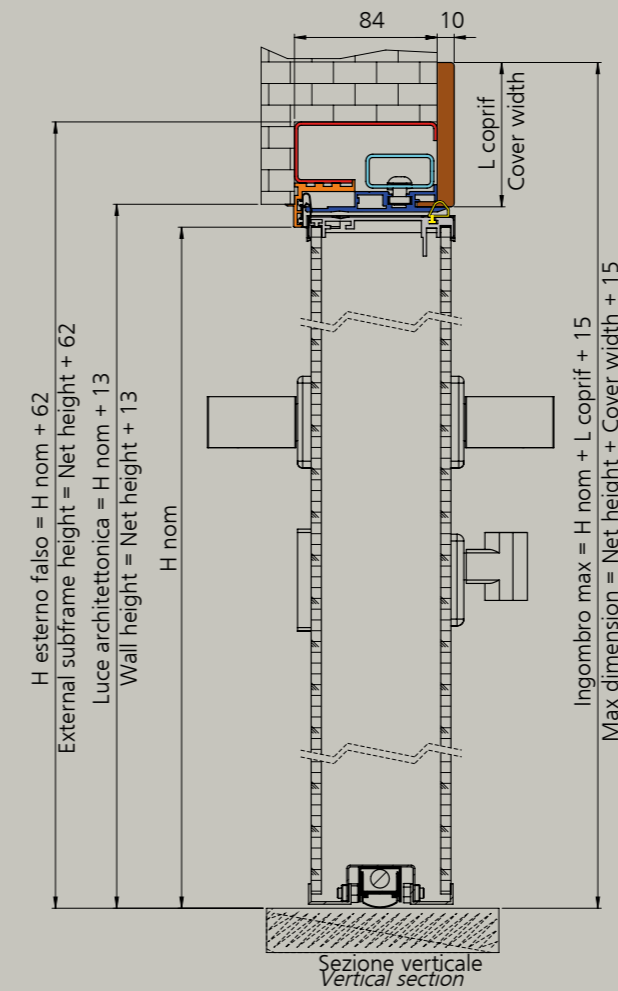 84
10
L coprif
Cover width
H esterno falso = H nom + 62
External subframe height = Net height + 62
Luce architettonica = H nom + 13
Wall height = Net height + 13
H nom
Ingombro max = H nom + L coprif + 15
Max dimension = Net height + Cover width + 15
Sezione verticale
Vertical section